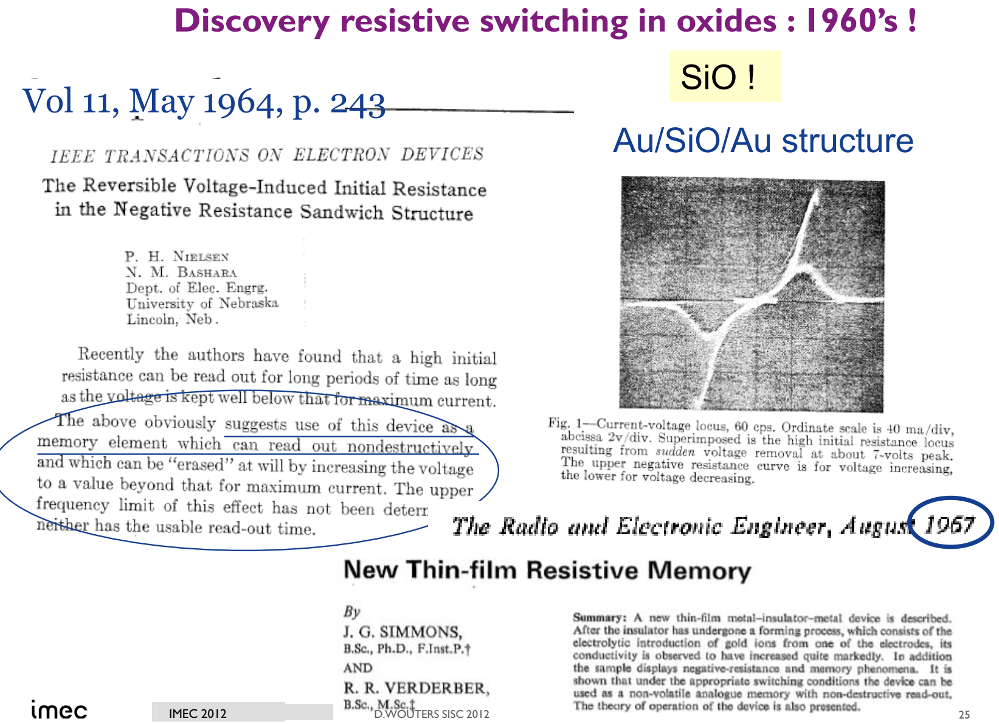 Discovery resistive switching in oxides : 1960's !
SiO !
Vol 11, May 1964, p. 243
Au/SiO/Au structure
IEEE TRANSACTIONS ON ELECTRON DEVICES
The Reversible Voltage-Induced Initial Resistance
in the Negative Resistance Sandwich Structure
P. H. NIELSEN
N. M. BASHARA
Dept. of Elec. Engrg.
University of Nebraska
Lincoln, Neb.
Recently the authors have found that a high initial
resistance can be read out for long periods of time as long
as the voltage is kept well below that for maximum current.
The above obviously suggests use of this device as a
memory element which can read out nondestructively
and which can be "erased" at will by increasing the voltage
to a value beyond that for maximum current. The upper
frequency limit of this effect has not been deterr
neither has the usable read-out time.
Fig. 1—Current-voltage locus, 60 cps. Ordinate scale is 40 ma/div,
abcissa 2v/div. Superimposed is the high initial resistance locus
resulting from sudden voltage removal at about 7-volts peak.
The upper negative resistance curve is for voltage increasing,
the lower for voltage decreasing.
The Radio and Electronic Engineer, August 1967
New Thin-film Resistive Memory
By
J. G. SIMMONS,
B.Sc., Ph.D., F.Inst.P.†
AND
R. R. VERDERBER,
B.Sc., M.Sc.‡
Summary: A new thin-film metal–insulator–metal device is described.
After the insulator has undergone a forming process, which consists of the
electrolytic introduction of gold ions from one of the electrodes, its
conductivity is observed to have increased quite markedly. In addition
the sample displays negative-resistance and memory phenomena. It is
shown that under the appropriate switching conditions the device can be
used as a non-volatile analogue memory with non-destructive read-out.
The theory of operation of the device is also presented.
imec
IMEC 2012
D.WOUTERS SISC 2012
25